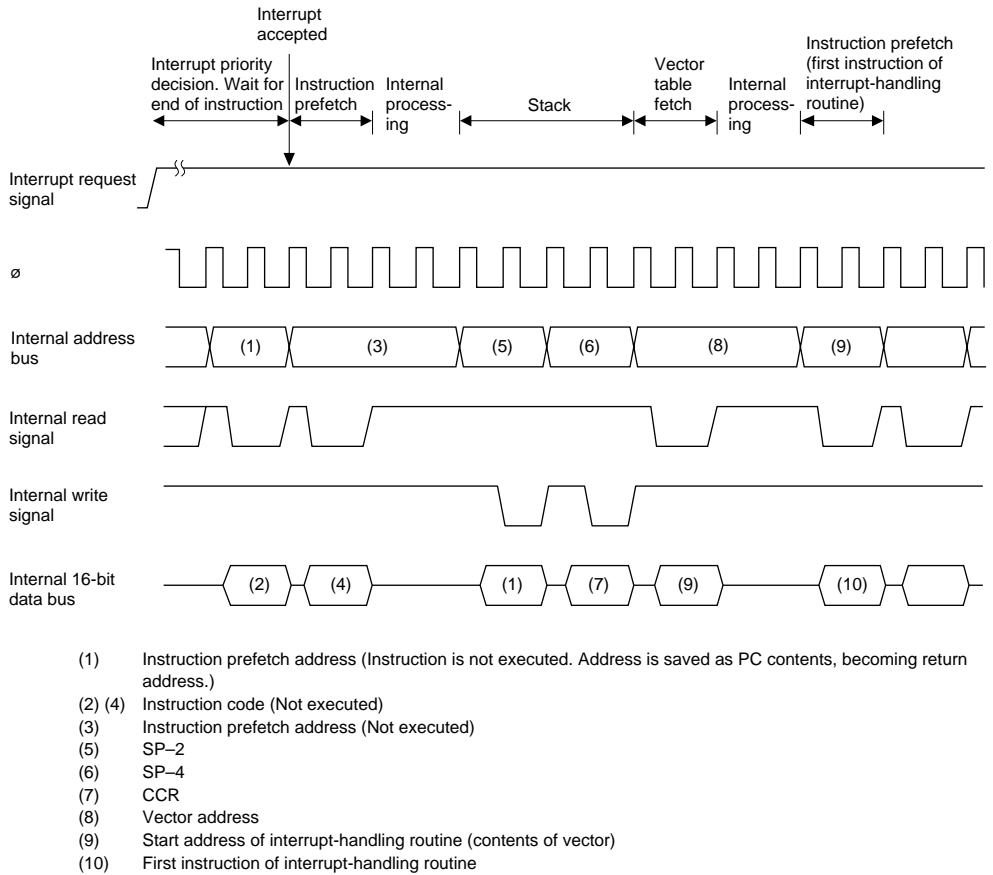 Interrupt
accepted
Interrupt priority
decision. Wait for
end of instruction
Instruction
prefetch
Internal
process-
ing
Stack
Vector
table
fetch
Internal
process-
ing
Instruction prefetch
(first instruction of
interrupt-handling
routine)
Interrupt request
signal
ø
Internal address
bus
(1) (3) (5) (6) (8) (9)
Internal read
signal
Internal write
signal
Internal 16-bit
data bus
(2) (4) (1) (7) (9) (10)
(1) Instruction prefetch address (Instruction is not executed. Address is saved as PC contents, becoming return
address.)
(2) (4) Instruction code (Not executed)
(3) Instruction prefetch address (Not executed)
(5) SP–2
(6) SP–4
(7) CCR
(8) Vector address
(9) Start address of interrupt-handling routine (contents of vector)
(10) First instruction of interrupt-handling routine